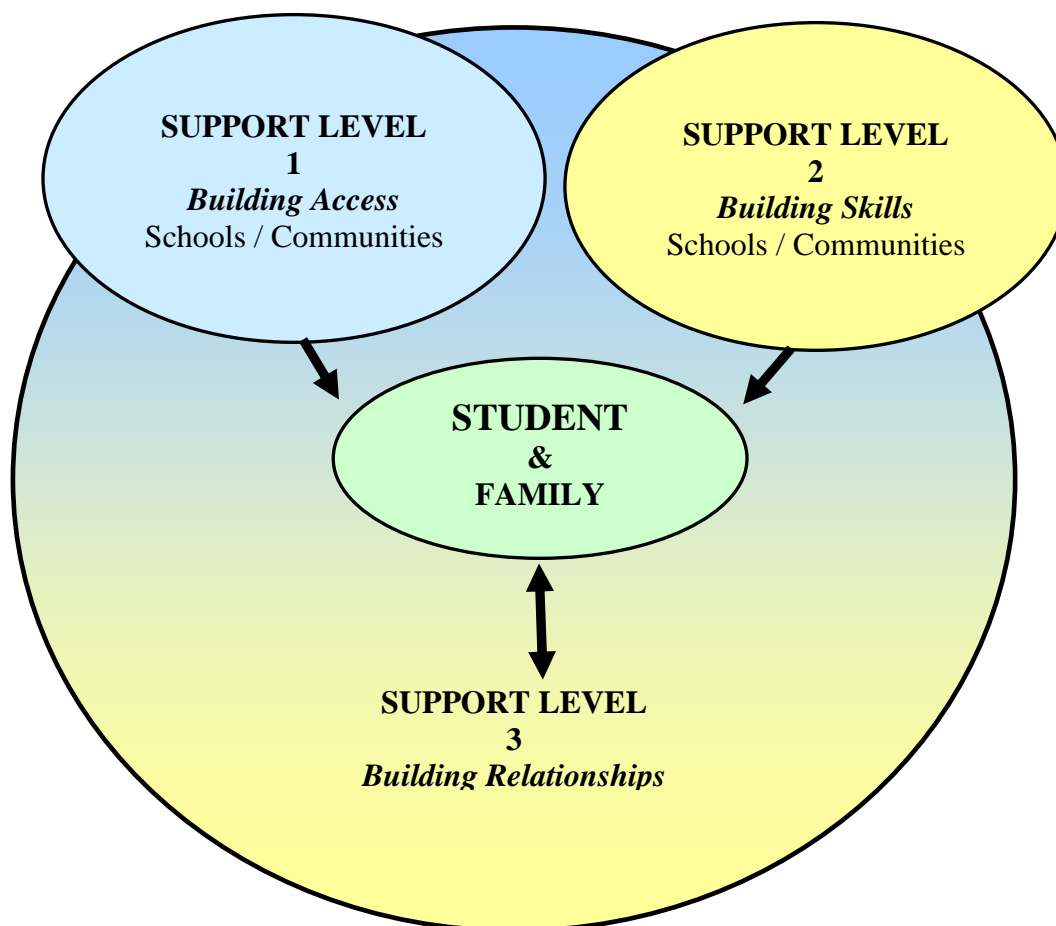 SUPPORT LEVEL
1
Building Access
Schools / Communities
SUPPORT LEVEL
2
Building Skills
Schools / Communities
STUDENT
&
FAMILY
SUPPORT LEVEL
3
Building Relationships